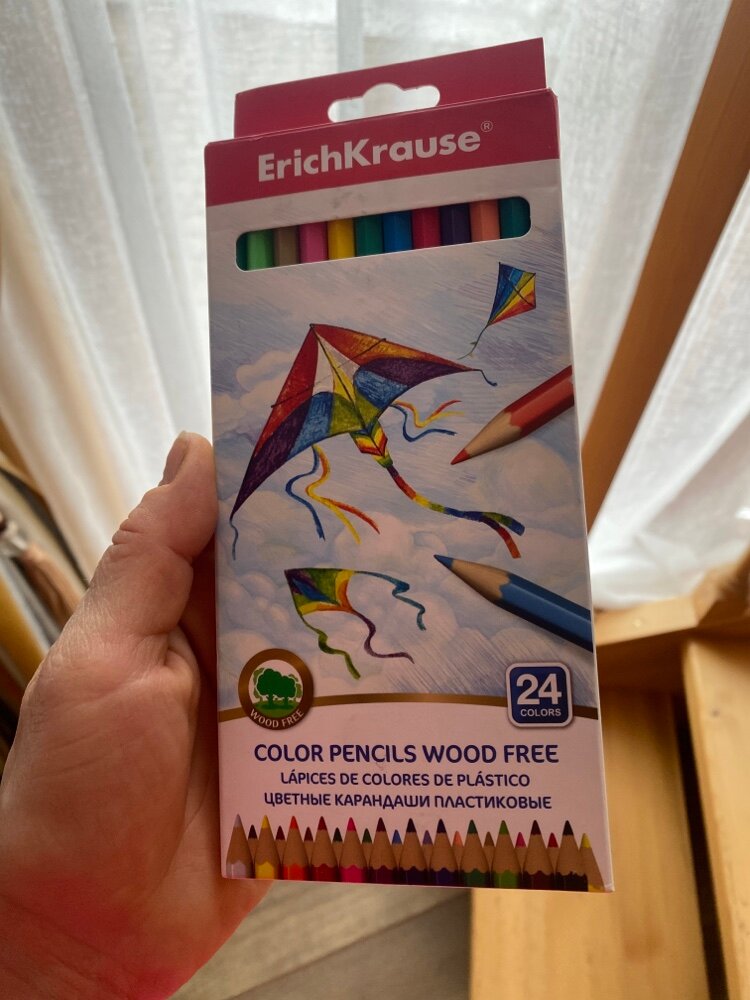 ErichKrause®
WOOD FREE
24
COLORS
COLOR PENCILS WOOD FREE
LÁPICES DE COLORES DE PLÁSTICO
ЦВЕТНЫЕ КАРАНДАШИ ПЛАСТИКОВЫЕ